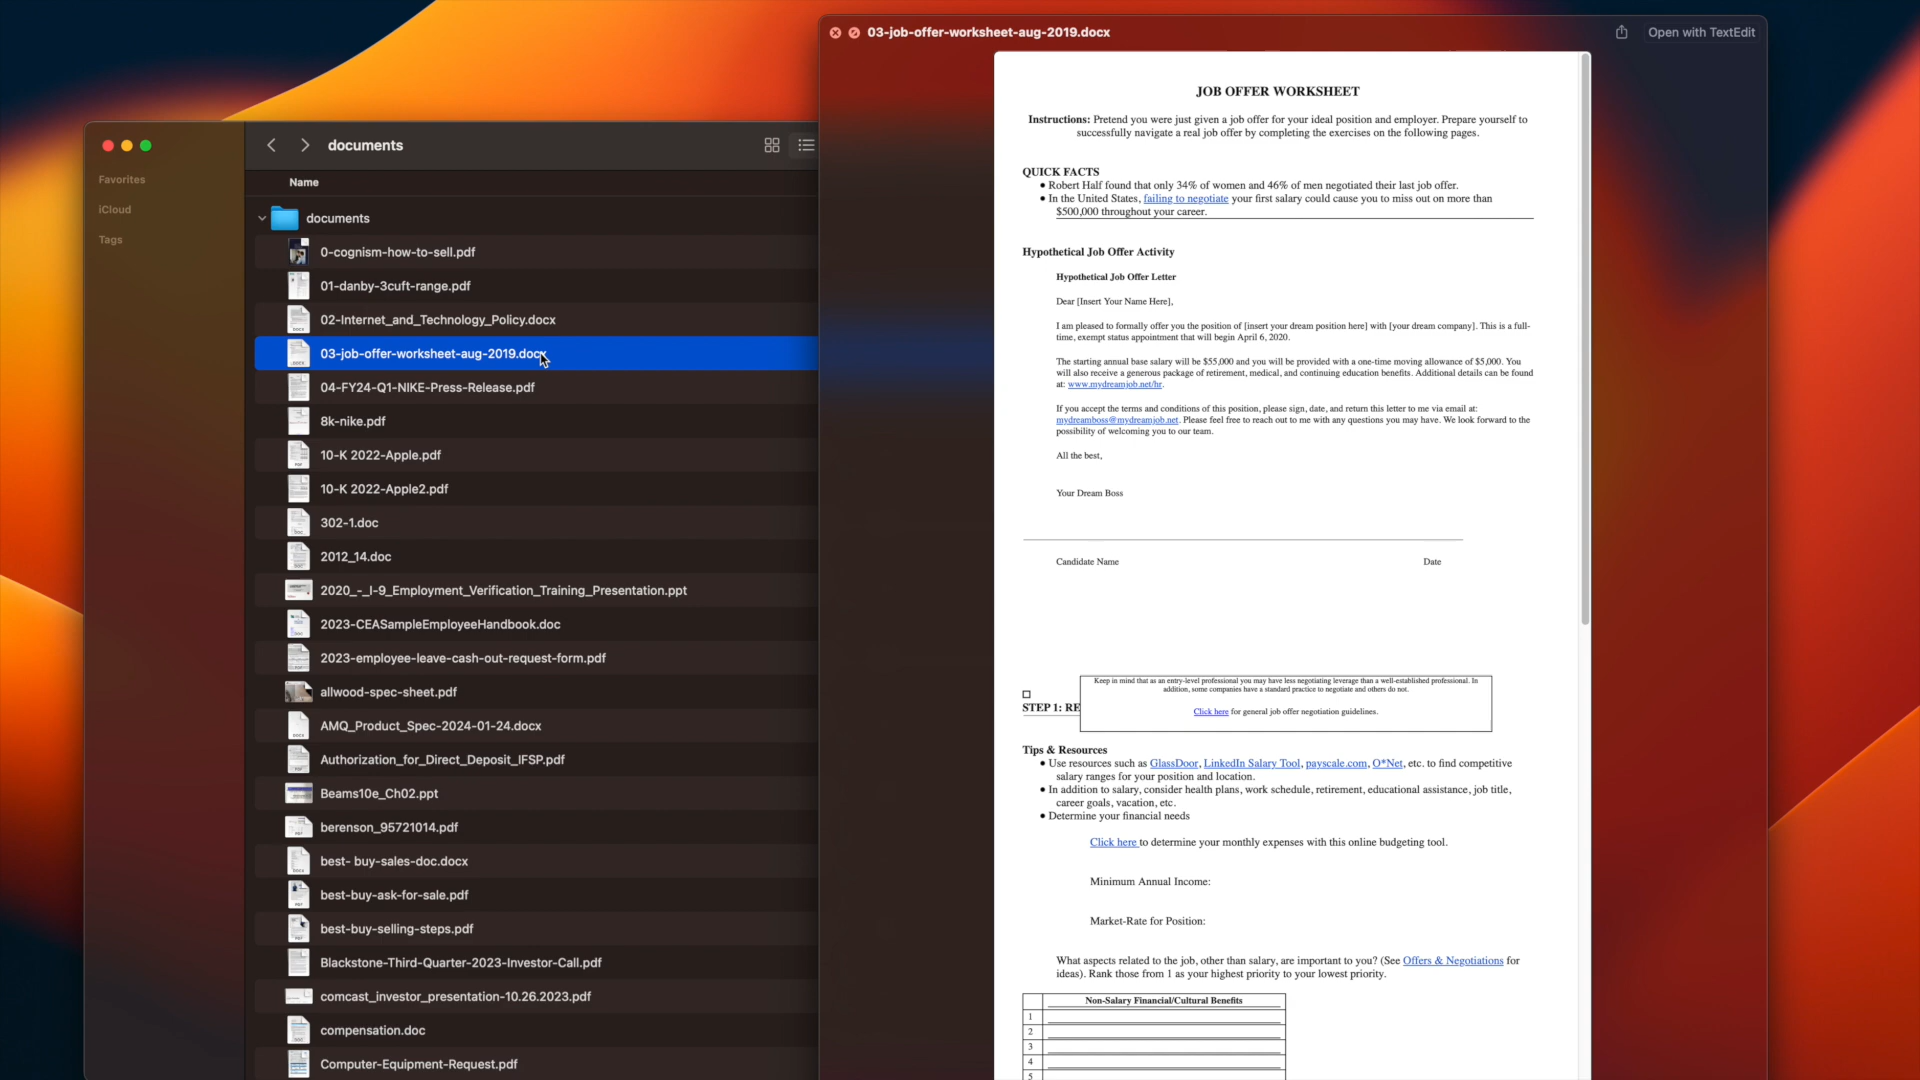 03-job-offer-worksheet-aug-2019.docx
Open with TextEdit
Favorites
iCloud
Tags
documents
Name
documents
0-cognism-how-to-sell.pdf
01-danby-3cuft-range.pdf
02-Internet_and_Technology_Policy.docx
03-job-offer-worksheet-aug-2019.docx
04-FY24-Q1-NIKE-Press-Release.pdf
8k-nike.pdf
10-K 2022-Apple.pdf
10-K 2022-Apple2.pdf
302-1.doc
2012_14.doc
2020_-_I-9_Employment_Verification_Training_Presentation.ppt
2023-CEASampleEmployeeHandbook.doc
2023-employee-leave-cash-out-request-form.pdf
allwood-spec-sheet.pdf
AMQ_Product_Spec-2024-01-24.docx
Authorization_for_Direct_Deposit_IFSP.pdf
Beams10e_Ch02.ppt
berenson_95721014.pdf
best- buy-sales-doc.docx
best-buy-ask-for-sale.pdf
best-buy-selling-steps.pdf
Blackstone-Third-Quarter-2023-Investor-Call.pdf
comcast_investor_presentation-10.26.2023.pdf
compensation.doc
Computer-Equipment-Request.pdf
JOB OFFER WORKSHEET
Instructions: Pretend you were just given a job offer for your ideal position and employer. Prepare yourself to
successfully navigate a real job offer by completing the exercises on the following pages.
QUICK FACTS
• Robert Half found that only 34% of women and 46% of men negotiated their last job offer.
• In the United States, failing to negotiate your first salary could cause you to miss out on more than
$500,000 throughout your career.
Hypothetical Job Offer Activity
Hypothetical Job Offer Letter
Dear [Insert Your Name Here],
I am pleased to formally offer you the position of [insert your dream position here] with [your dream company]. This is a full-
time, exempt status appointment that will begin April 6, 2020.
The starting annual base salary will be $55,000 and you will be provided with a one-time moving allowance of $5,000. You
will also receive a generous package of retirement, medical, and continuing education benefits. Additional details can be found
at: www.mydreamjob.net/hr.
If you accept the terms and conditions of this position, please sign, date, and return this letter to me via email at:
mydreamboss@mydreamjob.net. Please feel free to reach out to me with any questions you may have. We look forward to the
possibility of welcoming you to our team.
All the best,
Your Dream Boss
Candidate Name Date
Keep in mind that as an entry-level professional you may have less negotiating leverage than a well-established professional. In
addition, some companies have a standard practice to negotiate and others do not.
STEP 1: RE
Click here for general job offer negotiation guidelines.
Tips & Resources
• Use resources such as GlassDoor, LinkedIn Salary Tool, payscale.com, O*Net, etc. to find competitive
salary ranges for your position and location.
• In addition to salary, consider health plans, work schedule, retirement, educational assistance, job title,
career goals, vacation, etc.
• Determine your financial needs
Click here to determine your monthly expenses with this online budgeting tool.
Minimum Annual Income:
Market-Rate for Position:
What aspects related to the job, other than salary, are important to you? (See Offers & Negotiations for
ideas). Rank those from 1 as your highest priority to your lowest priority.
Non-Salary Financial/Cultural Benefits
1
2
3
4
5